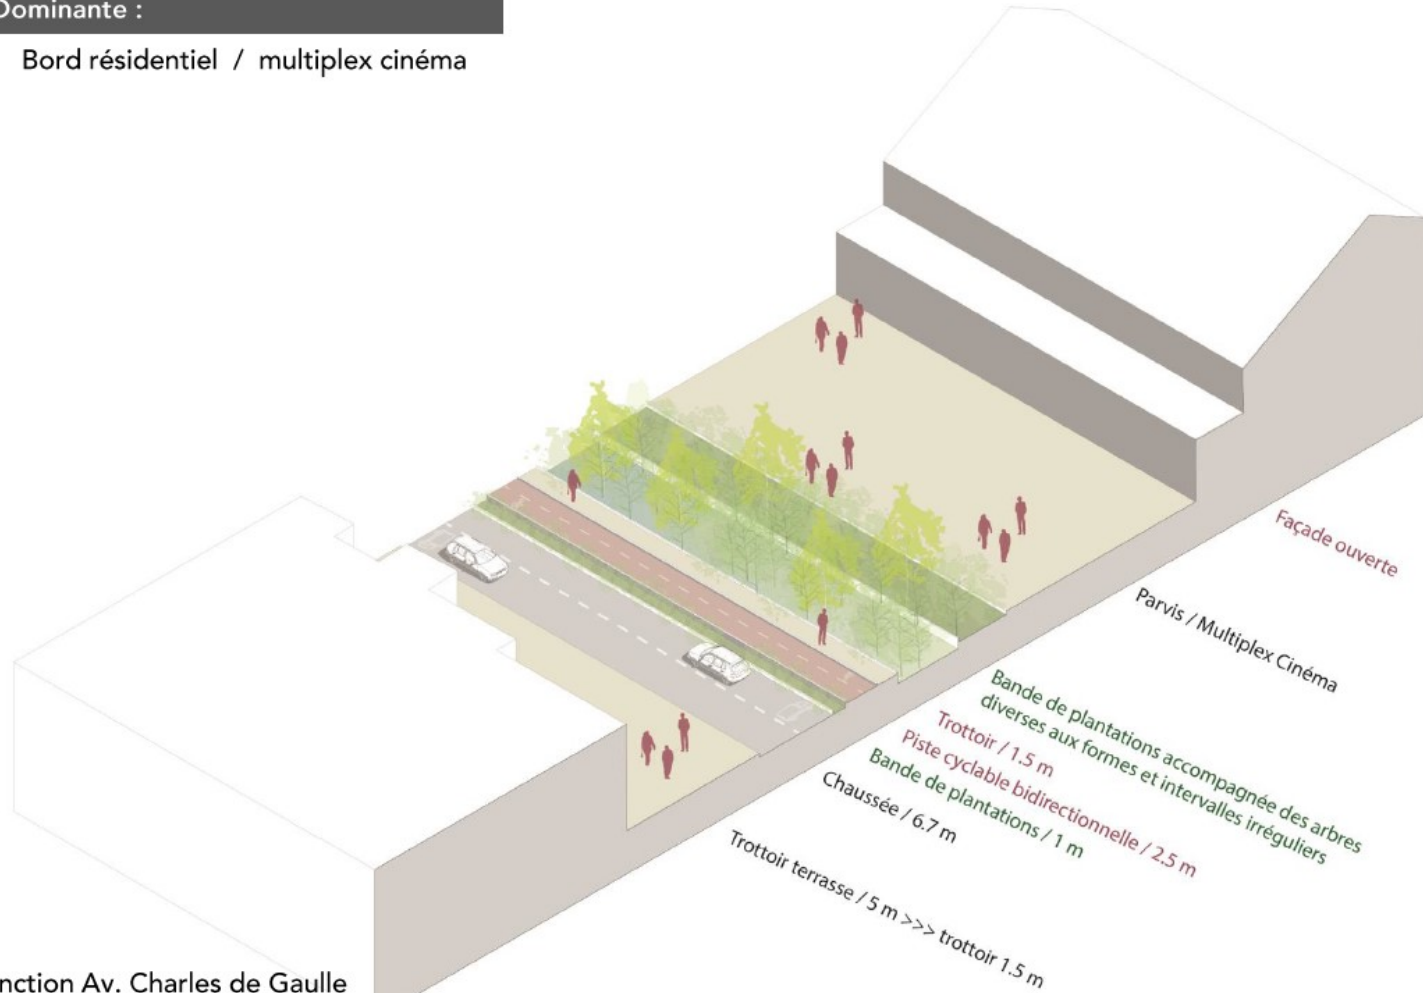 Dominante :
Bord résidentiel / multiplex cinéma
Façade ouverte
Parvis / Multiplex Cinéma
Bande de plantations accompagnée des arbres
diverses aux formes et intervalles irréguliers
Trottoir / 1.5 m
Piste cyclable bidirectionnelle / 2.5 m
Bande de plantations / 1 m
Chaussée / 6.7 m
Trottoir terrasse / 5 m >>> trottoir 1.5 m
nction Av. Charles de Gaulle